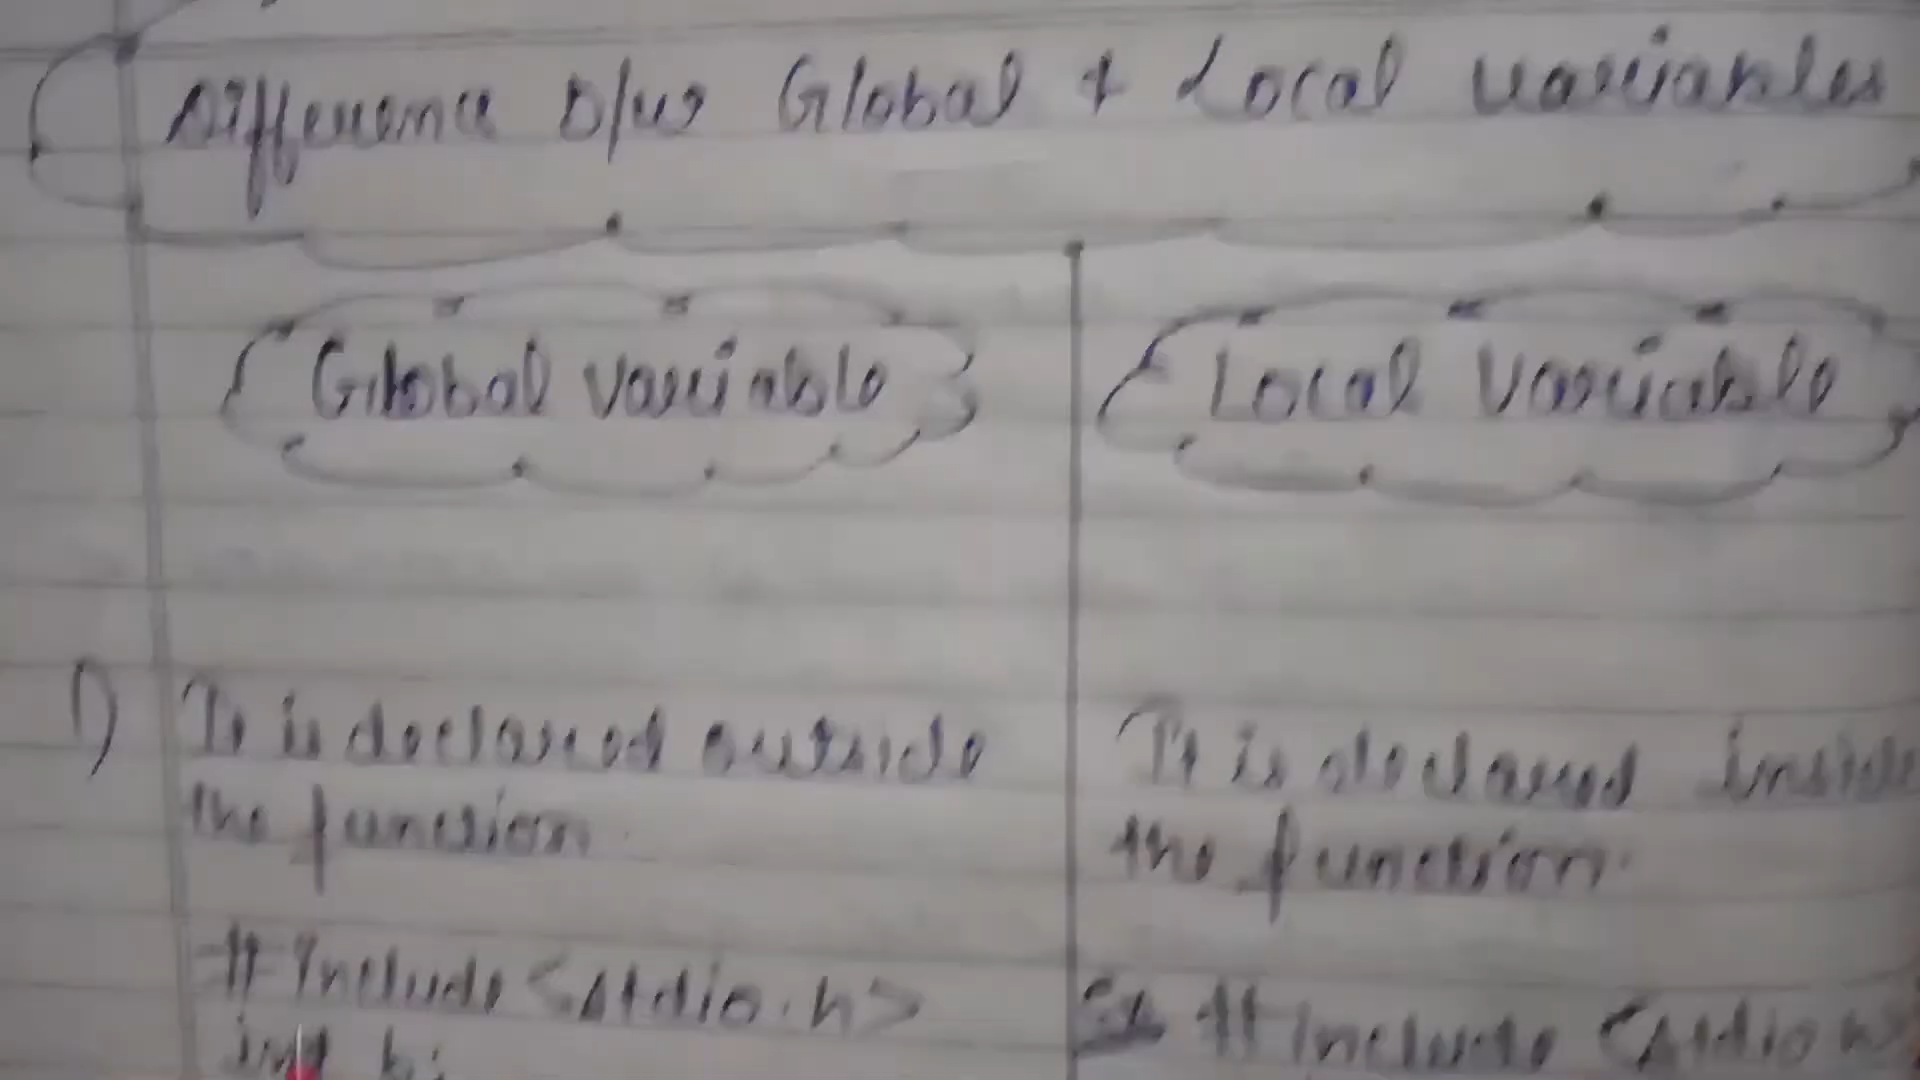 Difference b/w Global & Local variables
Global variable
Local variable
1) It is declared outside
the function
# include <stdio.h>
int b;
It is declared inside
the function.
# include <stdio.h>